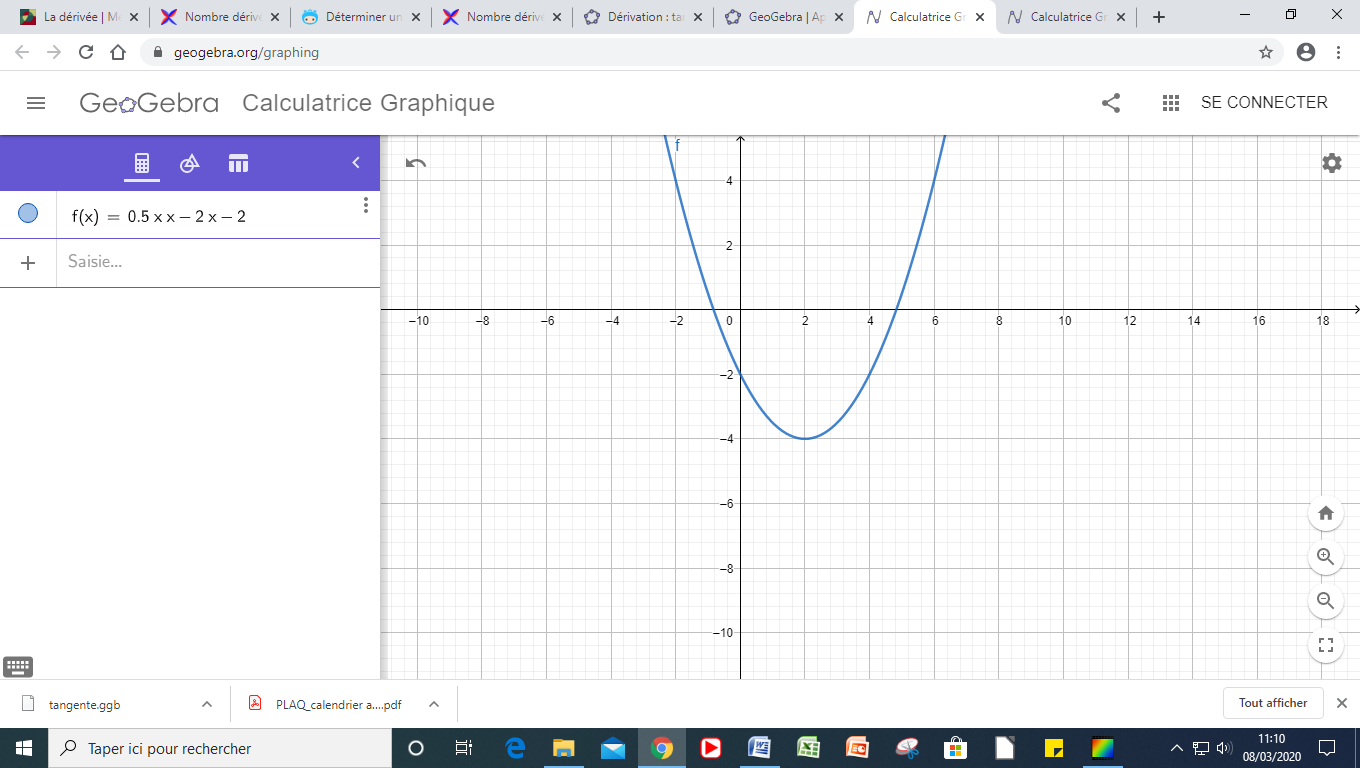 La dérivée | M
Nombre dériv
Déterminer un
Nombre dérivé
Dérivation : ta
GeoGebra | Ap
Calculatrice Gr
Calculatrice Gr
geogebra.org/graphing
GeoGebra Calculatrice Graphique
SE CONNECTER
f(x) = 0.5 x x − 2 x − 2
Saisie...
f
4
2
−10 −8 −6 −4 −2 0 2 4 6 8 10 12 14 16 18
−2
−4
−6
−8
−10
tangente.ggb
PLAQ_calendrier a....pdf
Tout afficher
Taper ici pour rechercher
11:10
08/03/2020